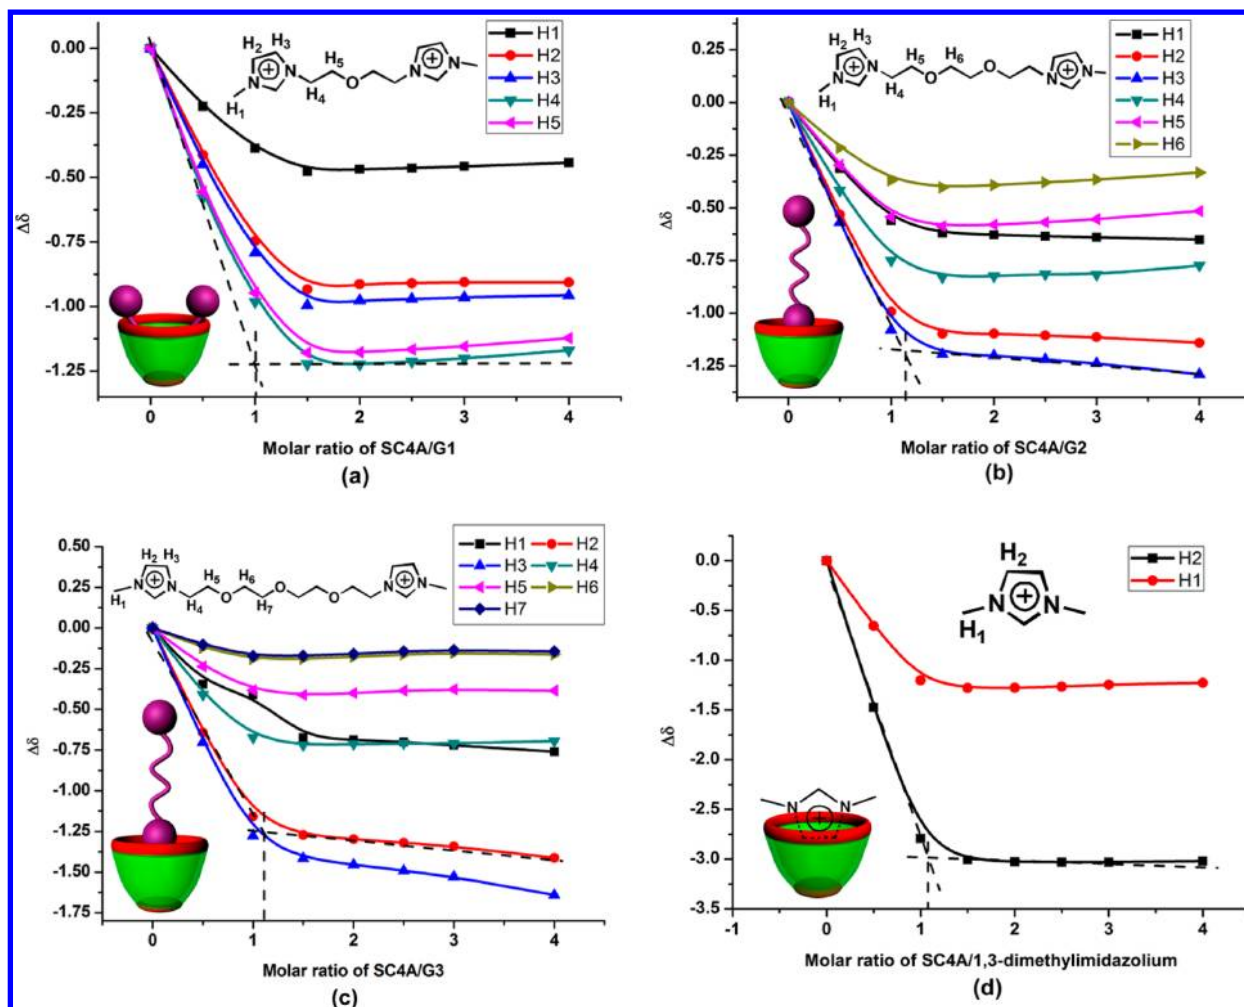 0.00
-0.25
-0.50
-0.75
-1.00
-1.25
Δδ
H2 H3
N N
H5
O
N N
H4
H1
H1
H2
H3
H4
H5
0 1 2 3 4
Molar ratio of SC4A/G1
(a)
0.25
0.00
-0.25
-0.50
-0.75
-1.00
-1.25
Δδ
H2 H3
N N
H5 H6
O O
N N
H4
H1
H1
H2
H3
H4
H5
H6
0 1 2 3 4
Molar ratio of SC4A/G2
(b)
0.50
0.25
0.00
-0.25
-0.50
-0.75
-1.00
-1.25
-1.50
-1.75
Δδ
H2 H3
N N
H5 H6
O O O
N N
H1 H4 H7
H1 H2
H3 H4
H5 H6
H7
0 1 2 3 4
Molar ratio of SC4A/G3
(c)
0.0
-0.5
-1.0
-1.5
-2.0
-2.5
-3.0
-3.5
Δδ
H2
N N
H1
H2
H1
N N
-1 0 1 2 3 4
Molar ratio of SC4A/1,3-dimethylimidazolium
(d)